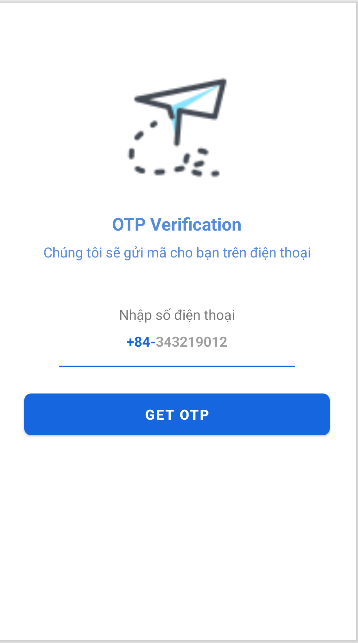 OTP Verification
Chúng tôi sẽ gửi mã cho bạn trên điện thoại
Nhập số điện thoại
+84-343219012
GET OTP